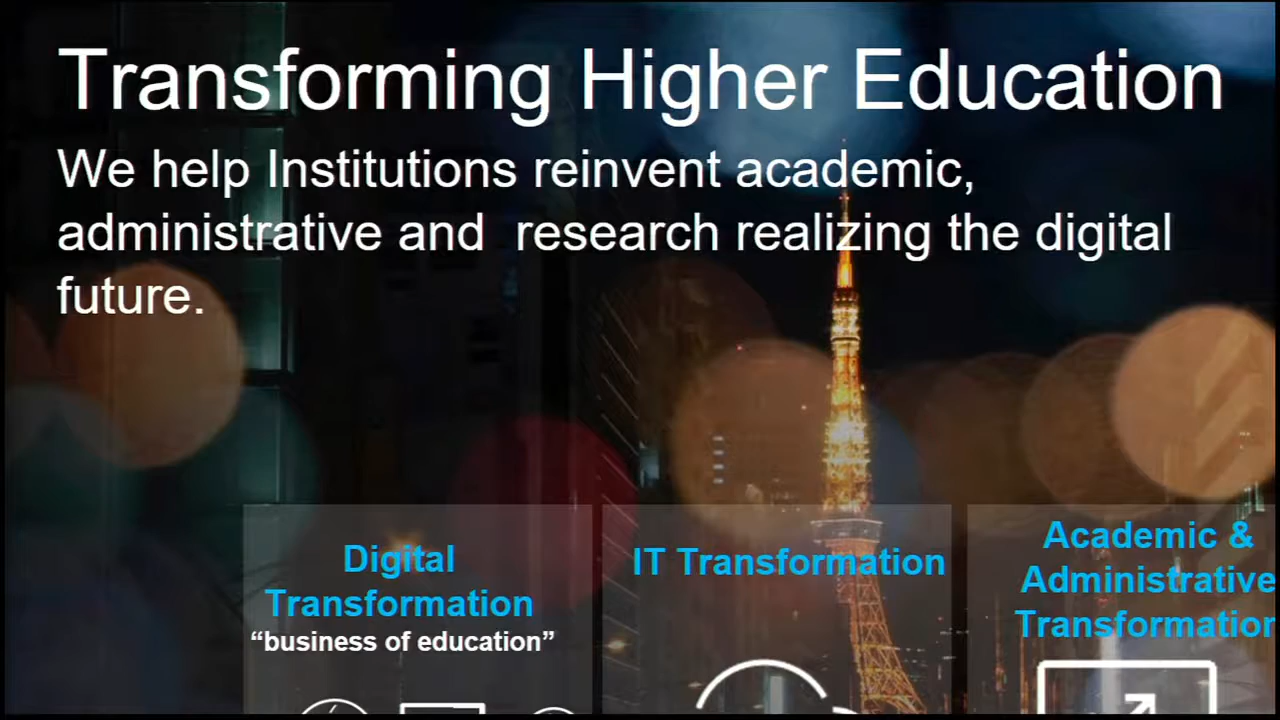 Transforming Higher Education
We help Institutions reinvent academic,
administrative and  research realizing the digital
future.
Digital
Transformation
“business of education”
IT Transformation
Academic &
Administrative
Transformation